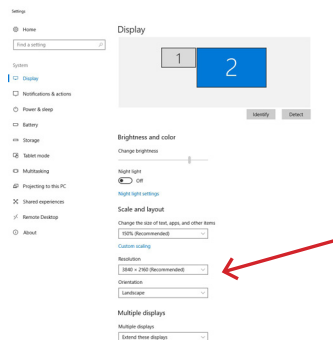 Settings
Home
Find a setting
System
Display
Notifications & actions
Power & sleep
Battery
Storage
Tablet mode
Multitasking
Projecting to this PC
Shared experiences
Remote Desktop
About
Display
1
2
Identify
Detect
Brightness and color
Change brightness
Night light
Off
Night light settings
Scale and layout
Change the size of text, apps, and other items
150% (Recommended)
Custom scaling
Resolution
3840 × 2160 (Recommended)
Orientation
Landscape
Multiple displays
Multiple displays
Extend these displays